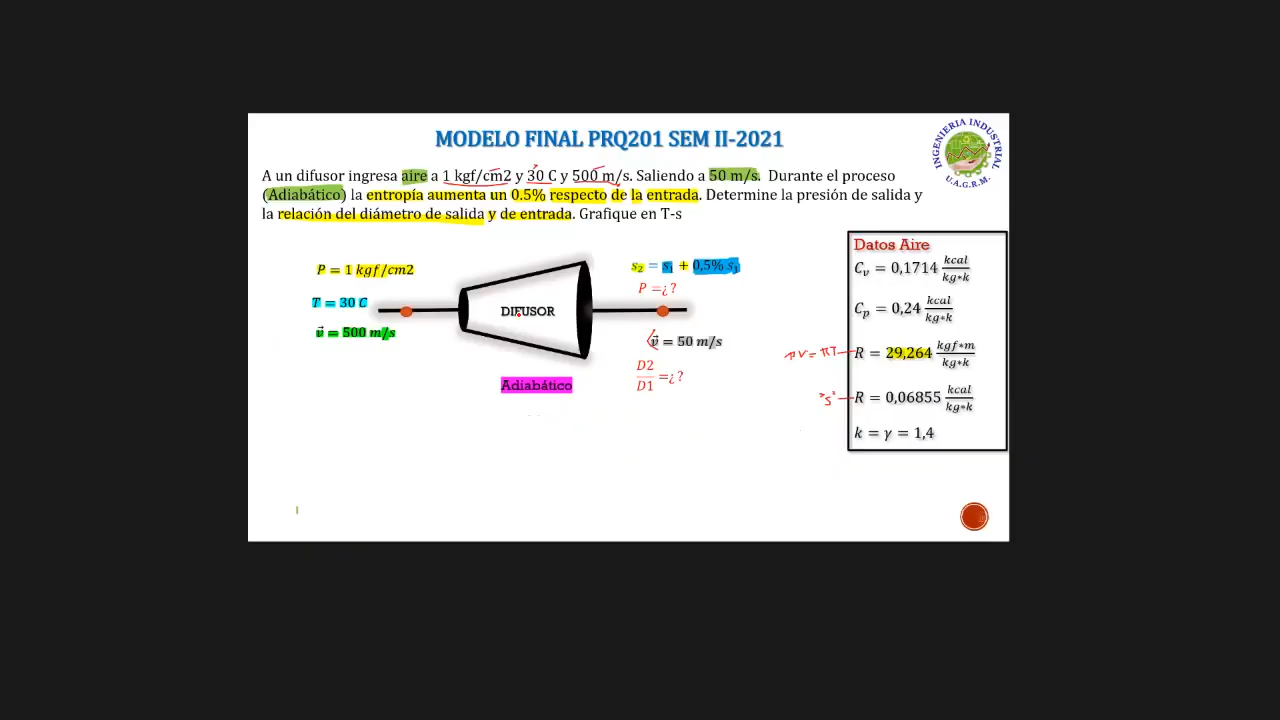 MODELO FINAL PRQ201 SEM II-2021
INGENIERIA INDUSTRIAL
U.A.G.R.M.
A un difusor ingresa aire a 1 kgf/cm2 y 30 C y 500 m/s. Saliendo a 50 m/s. Durante el proceso
(Adiabático) la entropía aumenta un 0.5% respecto de la entrada. Determine la presión de salida y
la relación del diámetro de salida y de entrada. Grafique en T-s
P = 1 kgf/cm2
T = 30 C
v⃗ = 500 m/s
DIFUSOR
Adiabático
s₂ = s₁ + 0,5% s₁
P =¿?
v⃗ = 50 m/s
D2/D1 =¿?
Datos Aire
Cᵥ = 0,1714 kcal/kg∗k
Cₚ = 0,24 kcal/kg∗k
PV = RT
R = 29,264 kgf∗m/kg∗k
"S"
R = 0,06855 kcal/kg∗k
k = γ = 1,4